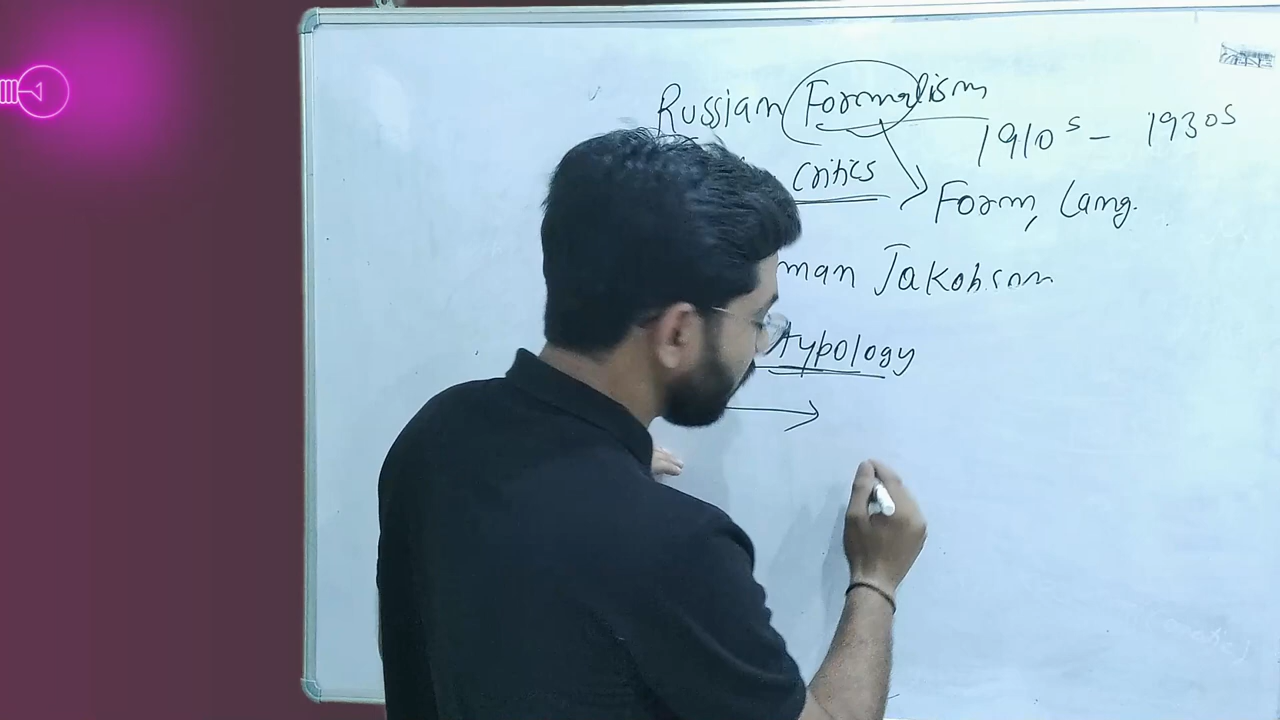 Russian Formalism
1910s - 1930s
critics
Form, Lang.
man Jakobson
typology